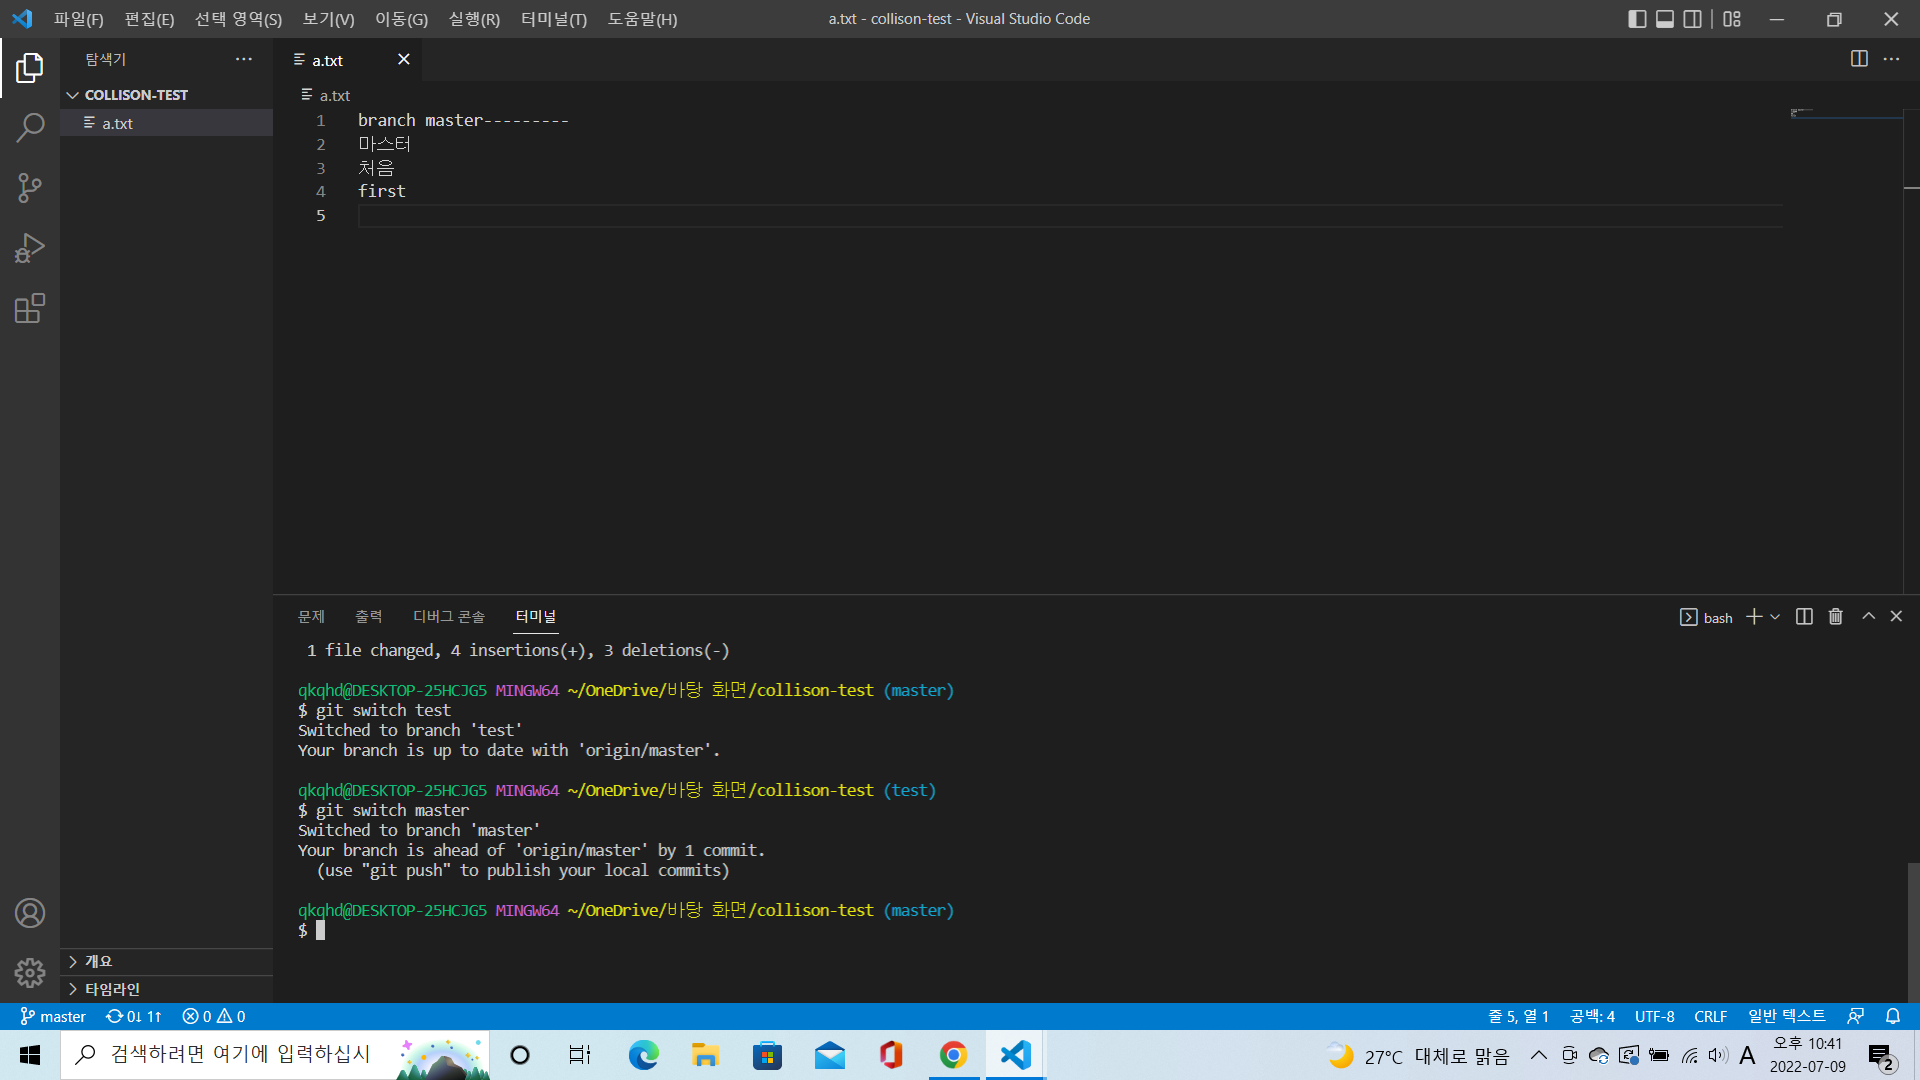 파일(F) 편집(E) 선택 영역(S) 보기(V) 이동(G) 실행(R) 터미널(T) 도움말(H) a.txt - collison-test - Visual Studio Code
탐색기
COLLISON-TEST
a.txt
개요
타임라인
a.txt
a.txt
1 branch master---------
2 마스터
3 처음
4 first
5
문제 출력 디버그 콘솔 터미널 bash
1 file changed, 4 insertions(+), 3 deletions(-)
qkqhd@DESKTOP-25HCJG5 MINGW64 ~/OneDrive/바탕 화면/collison-test (master)
$ git switch test
Switched to branch 'test'
Your branch is up to date with 'origin/master'.
qkqhd@DESKTOP-25HCJG5 MINGW64 ~/OneDrive/바탕 화면/collison-test (test)
$ git switch master
Switched to branch 'master'
Your branch is ahead of 'origin/master' by 1 commit.
(use "git push" to publish your local commits)
qkqhd@DESKTOP-25HCJG5 MINGW64 ~/OneDrive/바탕 화면/collison-test (master)
$
master 0↓ 1↑ 0 0 줄 5, 열 1 공백: 4 UTF-8 CRLF 일반 텍스트
검색하려면 여기에 입력하십시 27°C 대체로 맑음 A 오후 10:41
2022-07-09 2